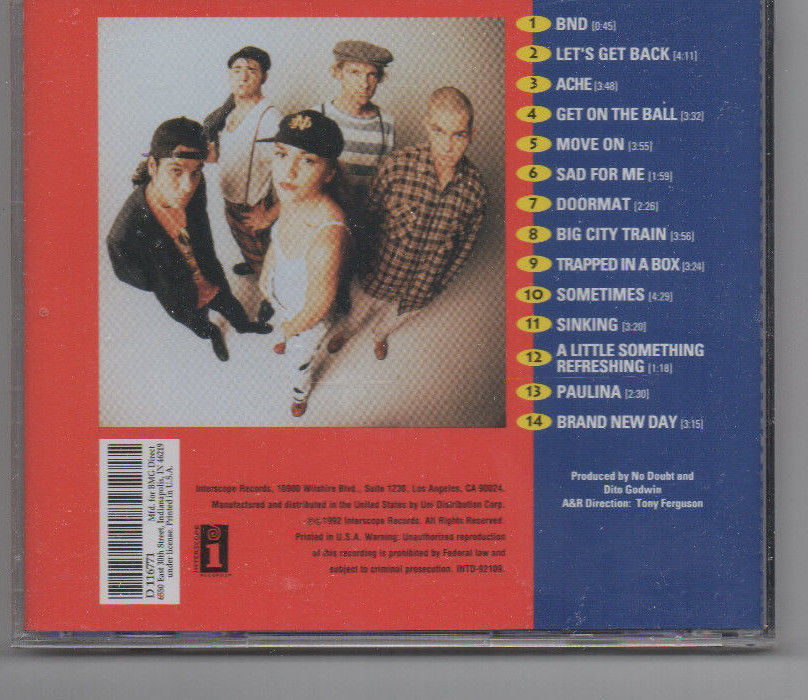 1 BND [0:45]
2 LET'S GET BACK [4:11]
3 ACHE [3:48]
4 GET ON THE BALL [3:32]
5 MOVE ON [3:55]
6 SAD FOR ME [1:59]
7 DOORMAT [2:26]
8 BIG CITY TRAIN [3:56]
9 TRAPPED IN A BOX [3:24]
10 SOMETIMES [4:29]
11 SINKING [3:20]
12 A LITTLE SOMETHING
REFRESHING [1:18]
13 PAULINA [2:30]
14 BRAND NEW DAY [3:15]
Produced by No Doubt and
Dito Godwin
A&R Direction: Tony Ferguson
D 116771 Mfd. for BMG Direct
6550 East 30th Street, Indianapolis, IN 46219
under license. Printed in U.S.A.
INTERSCOPE
RECORDS
Interscope Records, 10900 Wilshire Blvd., Suite 1230, Los Angeles, CA 90024.
Manufactured and distributed in the United States by Uni Distribution Corp.
℗© 1992 Interscope Records. All Rights Reserved
Printed in U.S.A. Warning: Unauthorized reproduction
of this recording is prohibited by Federal law and
subject to criminal prosecution. INTD-92109.